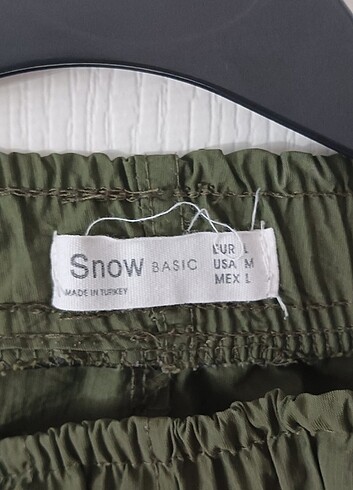 Snow BASIC
MADE IN TURKEY
EUR L
USA M
MEX L